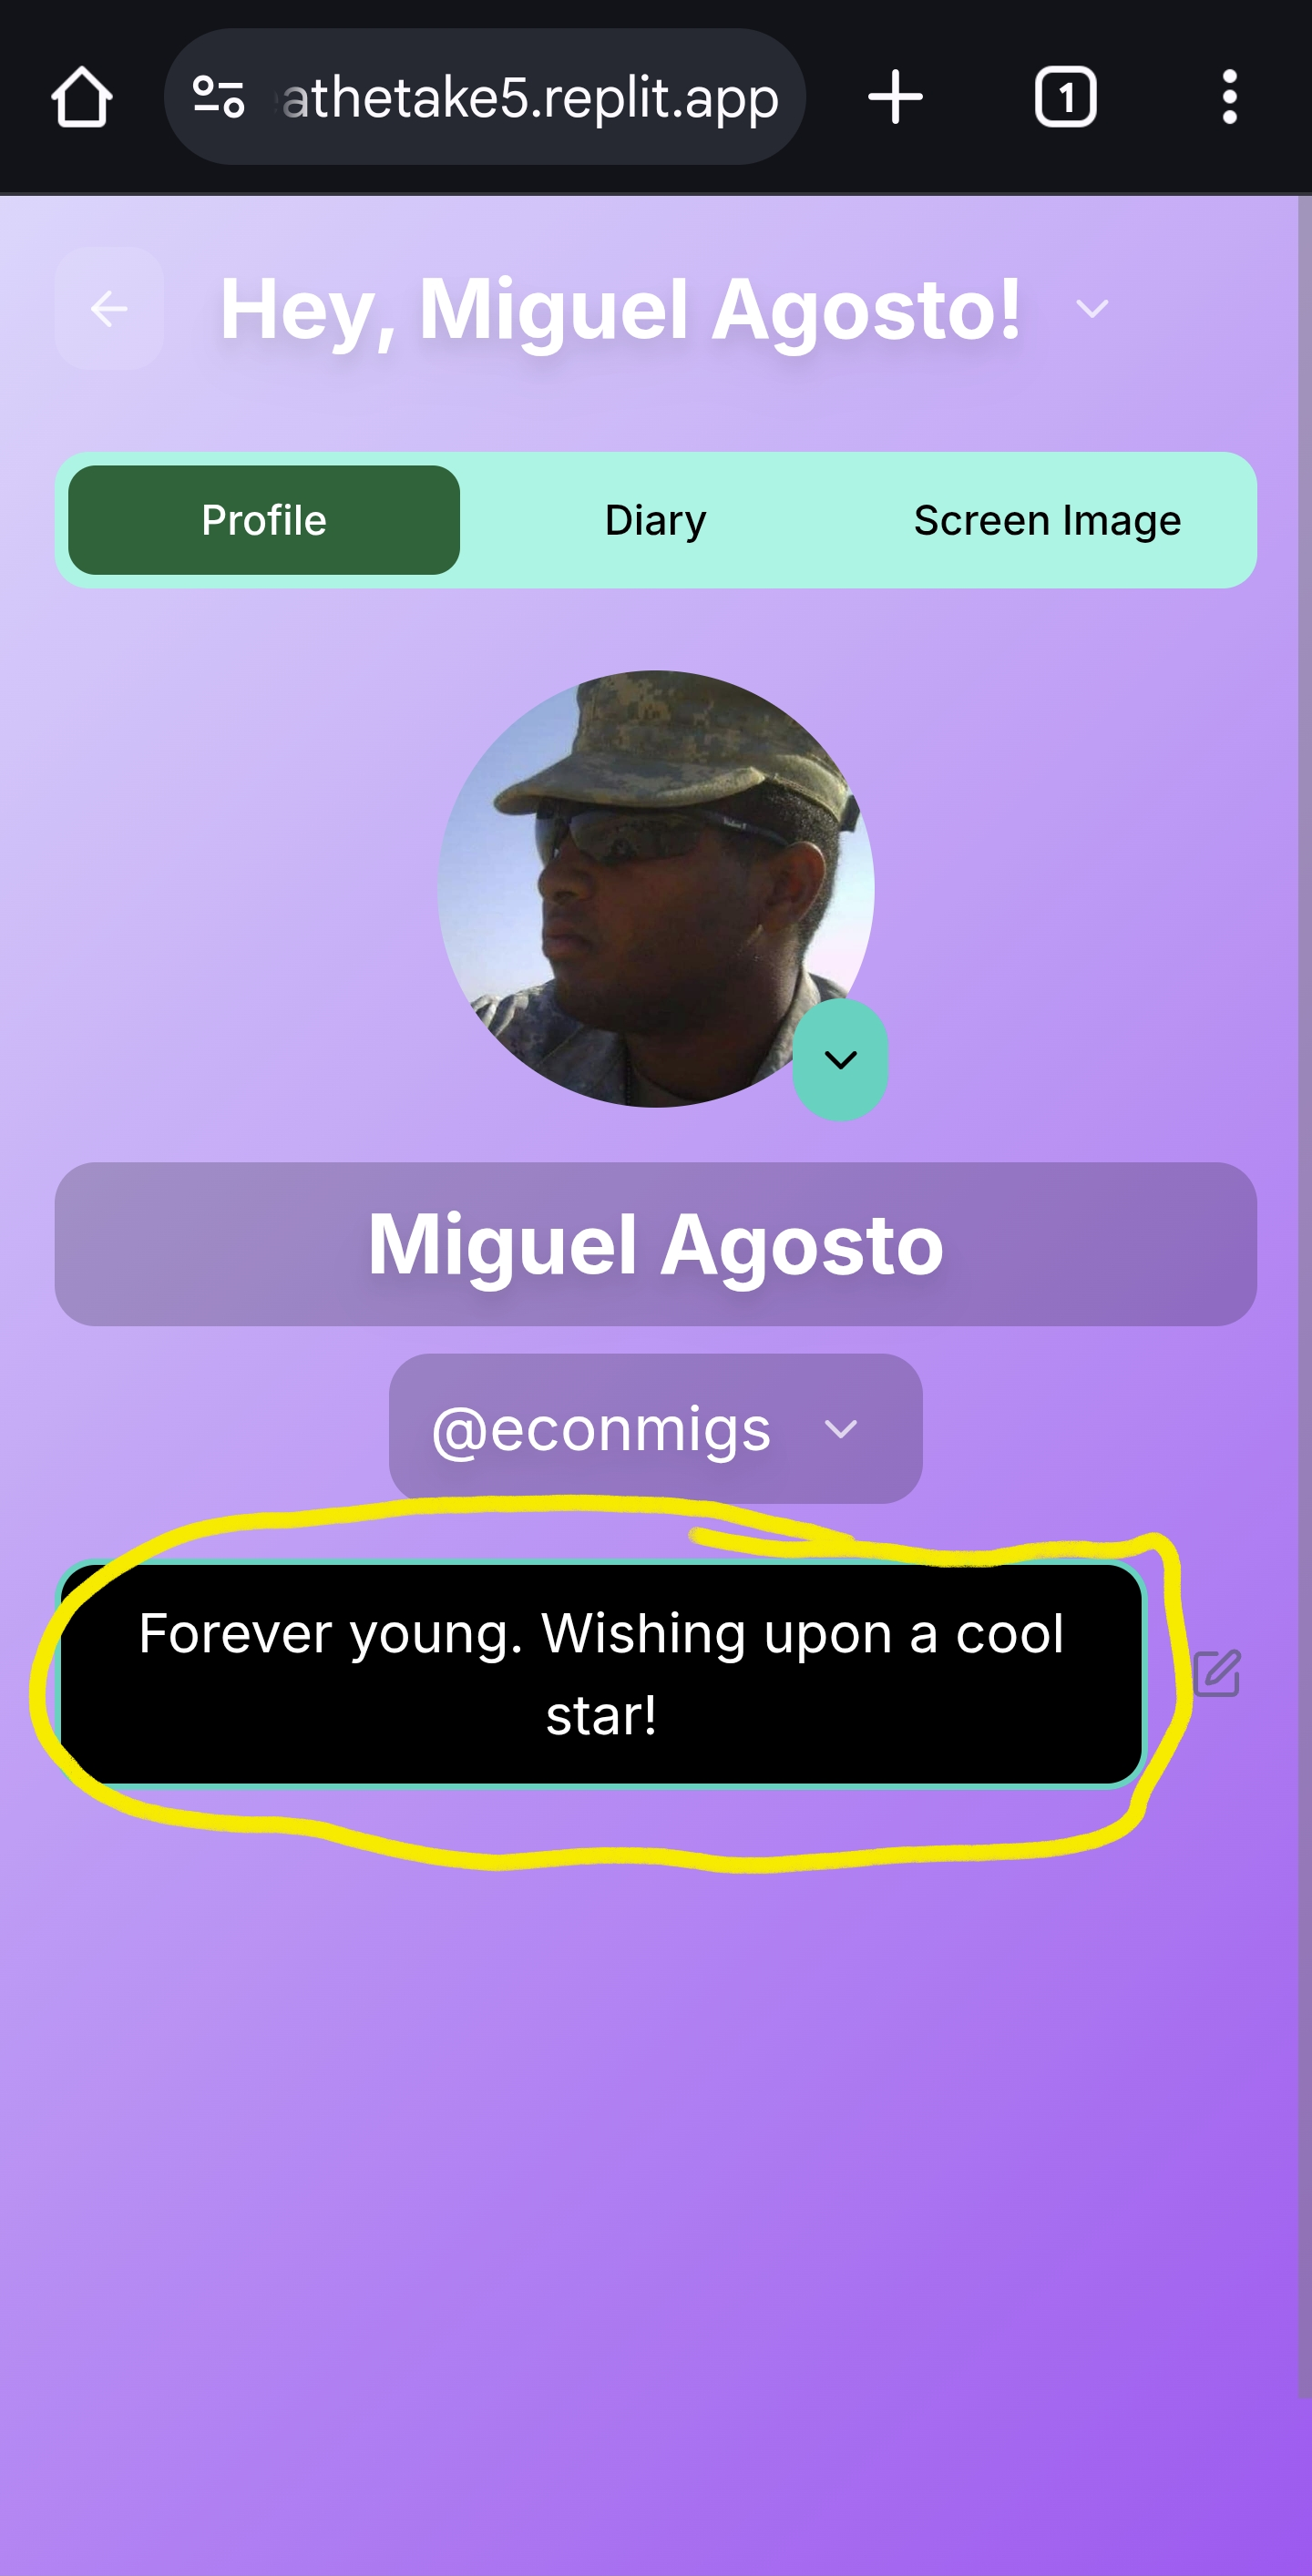 athetake5.replit.app
1
Hey, Miguel Agosto!
Profile Diary Screen Image
Miguel Agosto
@econmigs
Forever young. Wishing upon a cool
star!